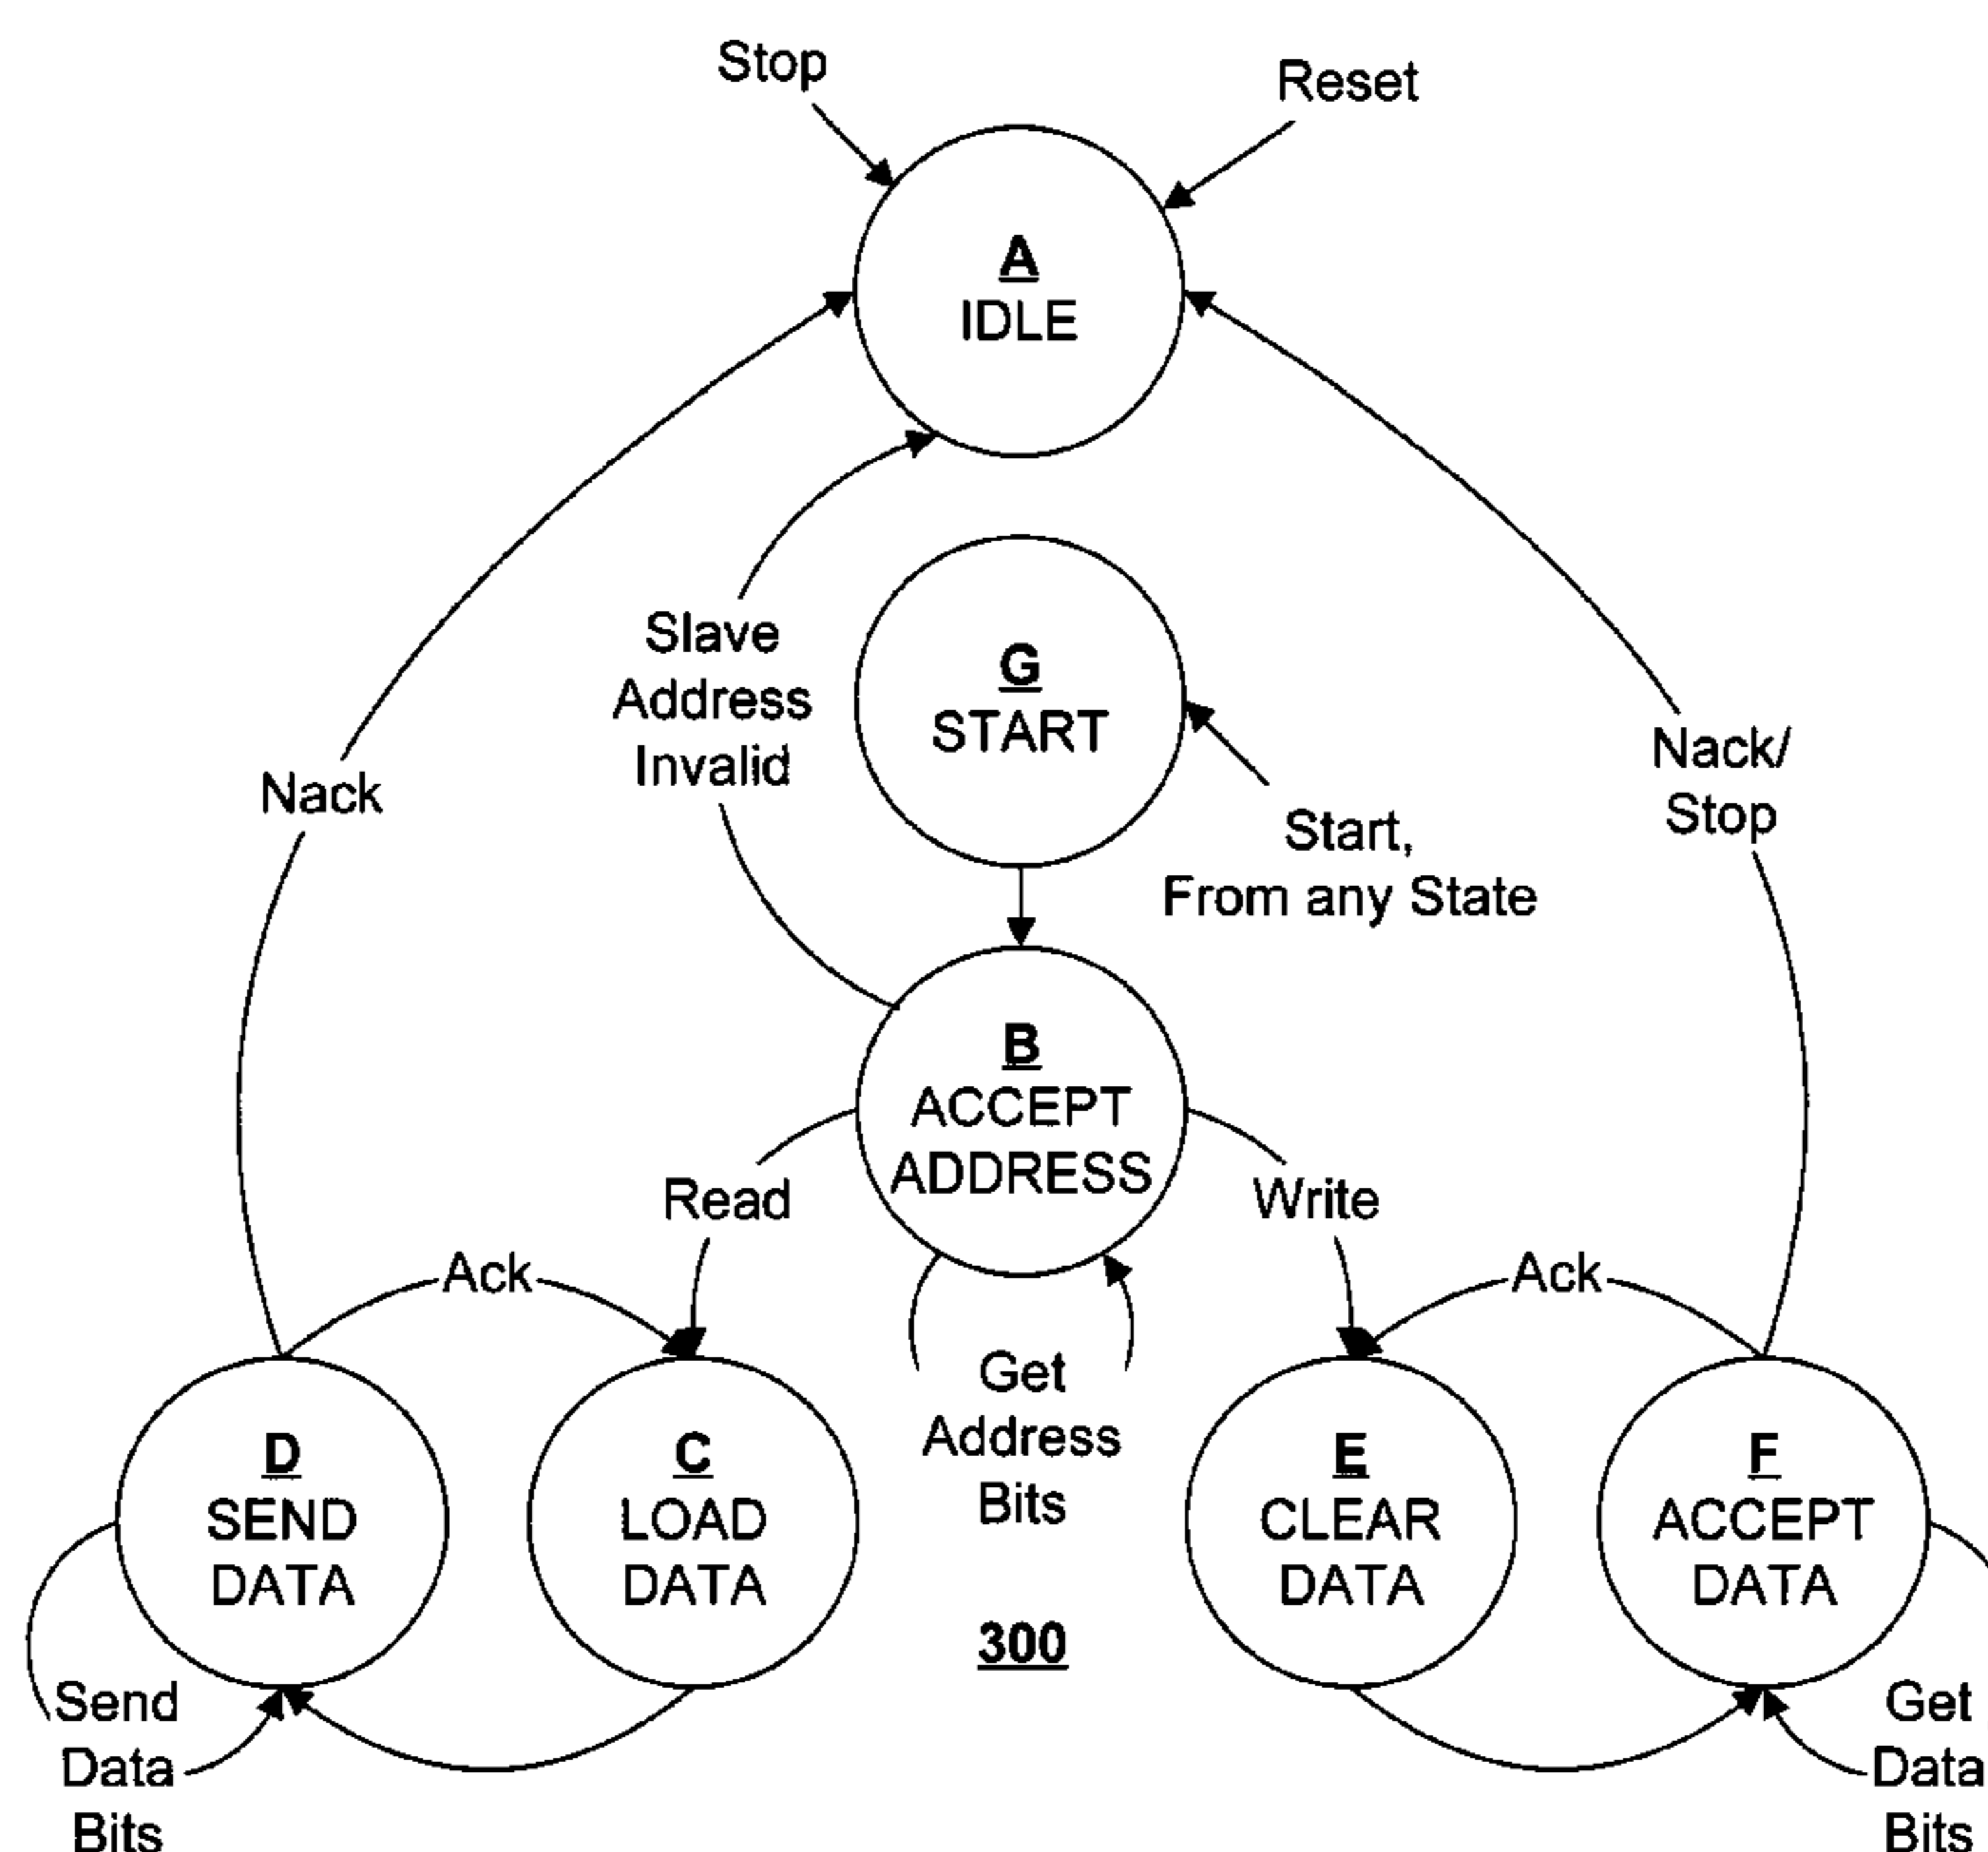 Stop
Reset
A
IDLE
Slave
Address
Invalid
G
START
Nack
Nack/
Stop
Start,
From any State
B
ACCEPT
ADDRESS
Read
Write
Ack
Ack
Get
Address
Bits
D
SEND
DATA
C
LOAD
DATA
E
CLEAR
DATA
F
ACCEPT
DATA
300
Send
Data
Bits
Get
Data
Bits